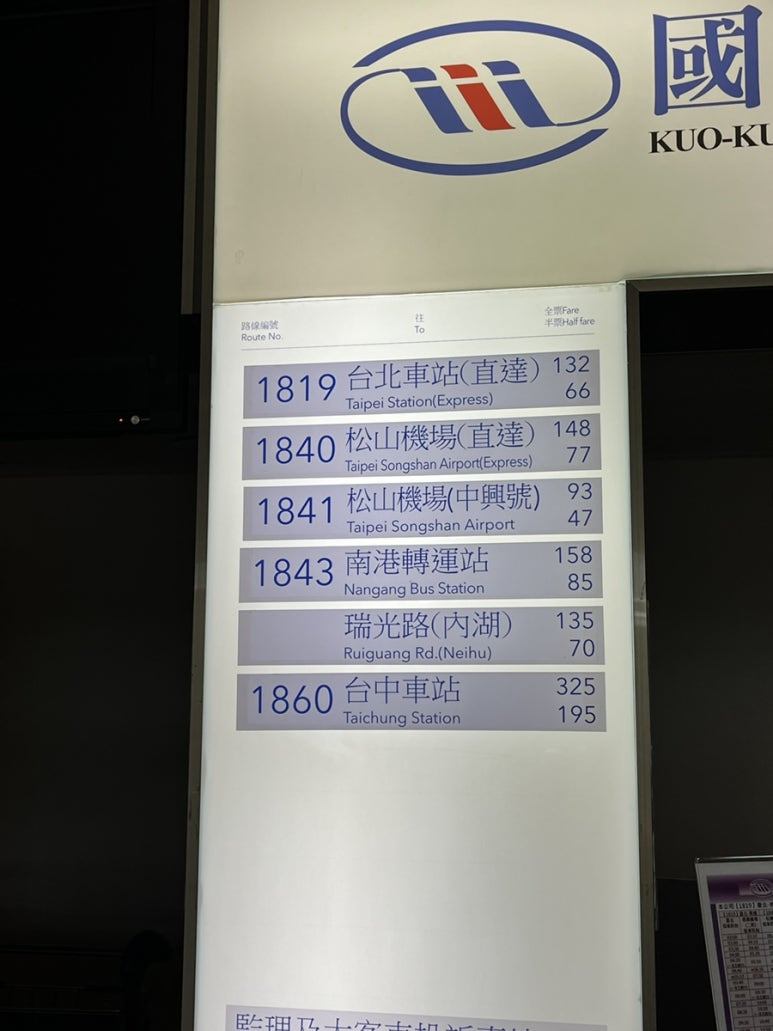 國
KUO-KU
路線編號 往 全票Fare
Route No. To 半票Half fare
1819 台北車站(直達) 132
Taipei Station(Express) 66
1840 松山機場(直達) 148
Taipei Songshan Airport(Express) 77
1841 松山機場(中興號) 93
Taipei Songshan Airport 47
1843 南港轉運站 158
Nangang Bus Station 85
瑞光路(內湖) 135
Ruiguang Rd.(Neihu) 70
1860 台中車站 325
Taichung Station 195